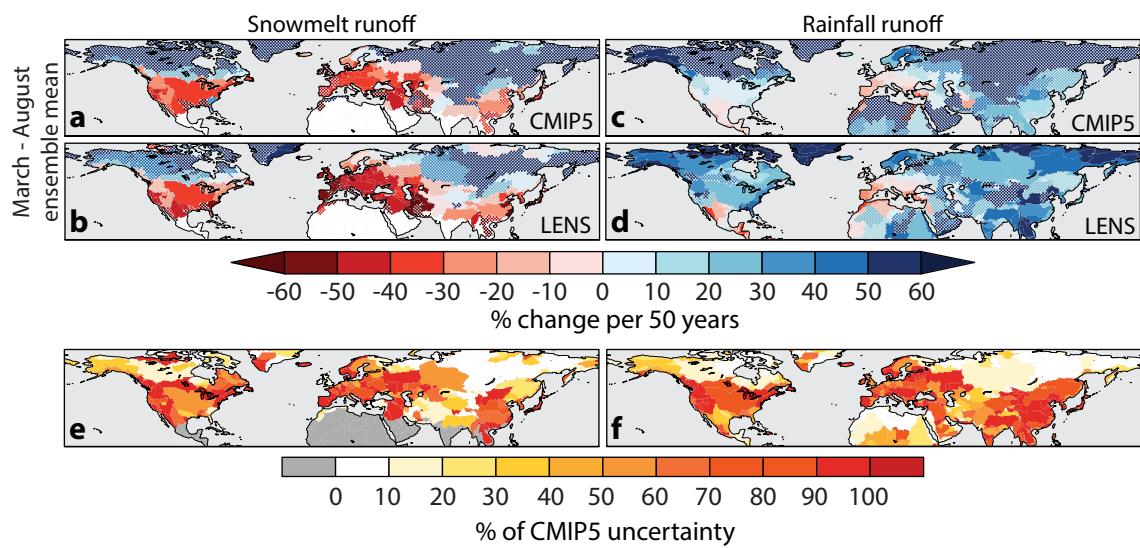 Snowmelt runoff
Rainfall runoff
March - August
ensemble mean
a
CMIP5
c
CMIP5
b
LENS
d
LENS
-60 -50 -40 -30 -20 -10 0 10 20 30 40 50 60
% change per 50 years
e
f
0 10 20 30 40 50 60 70 80 90 100
% of CMIP5 uncertainty